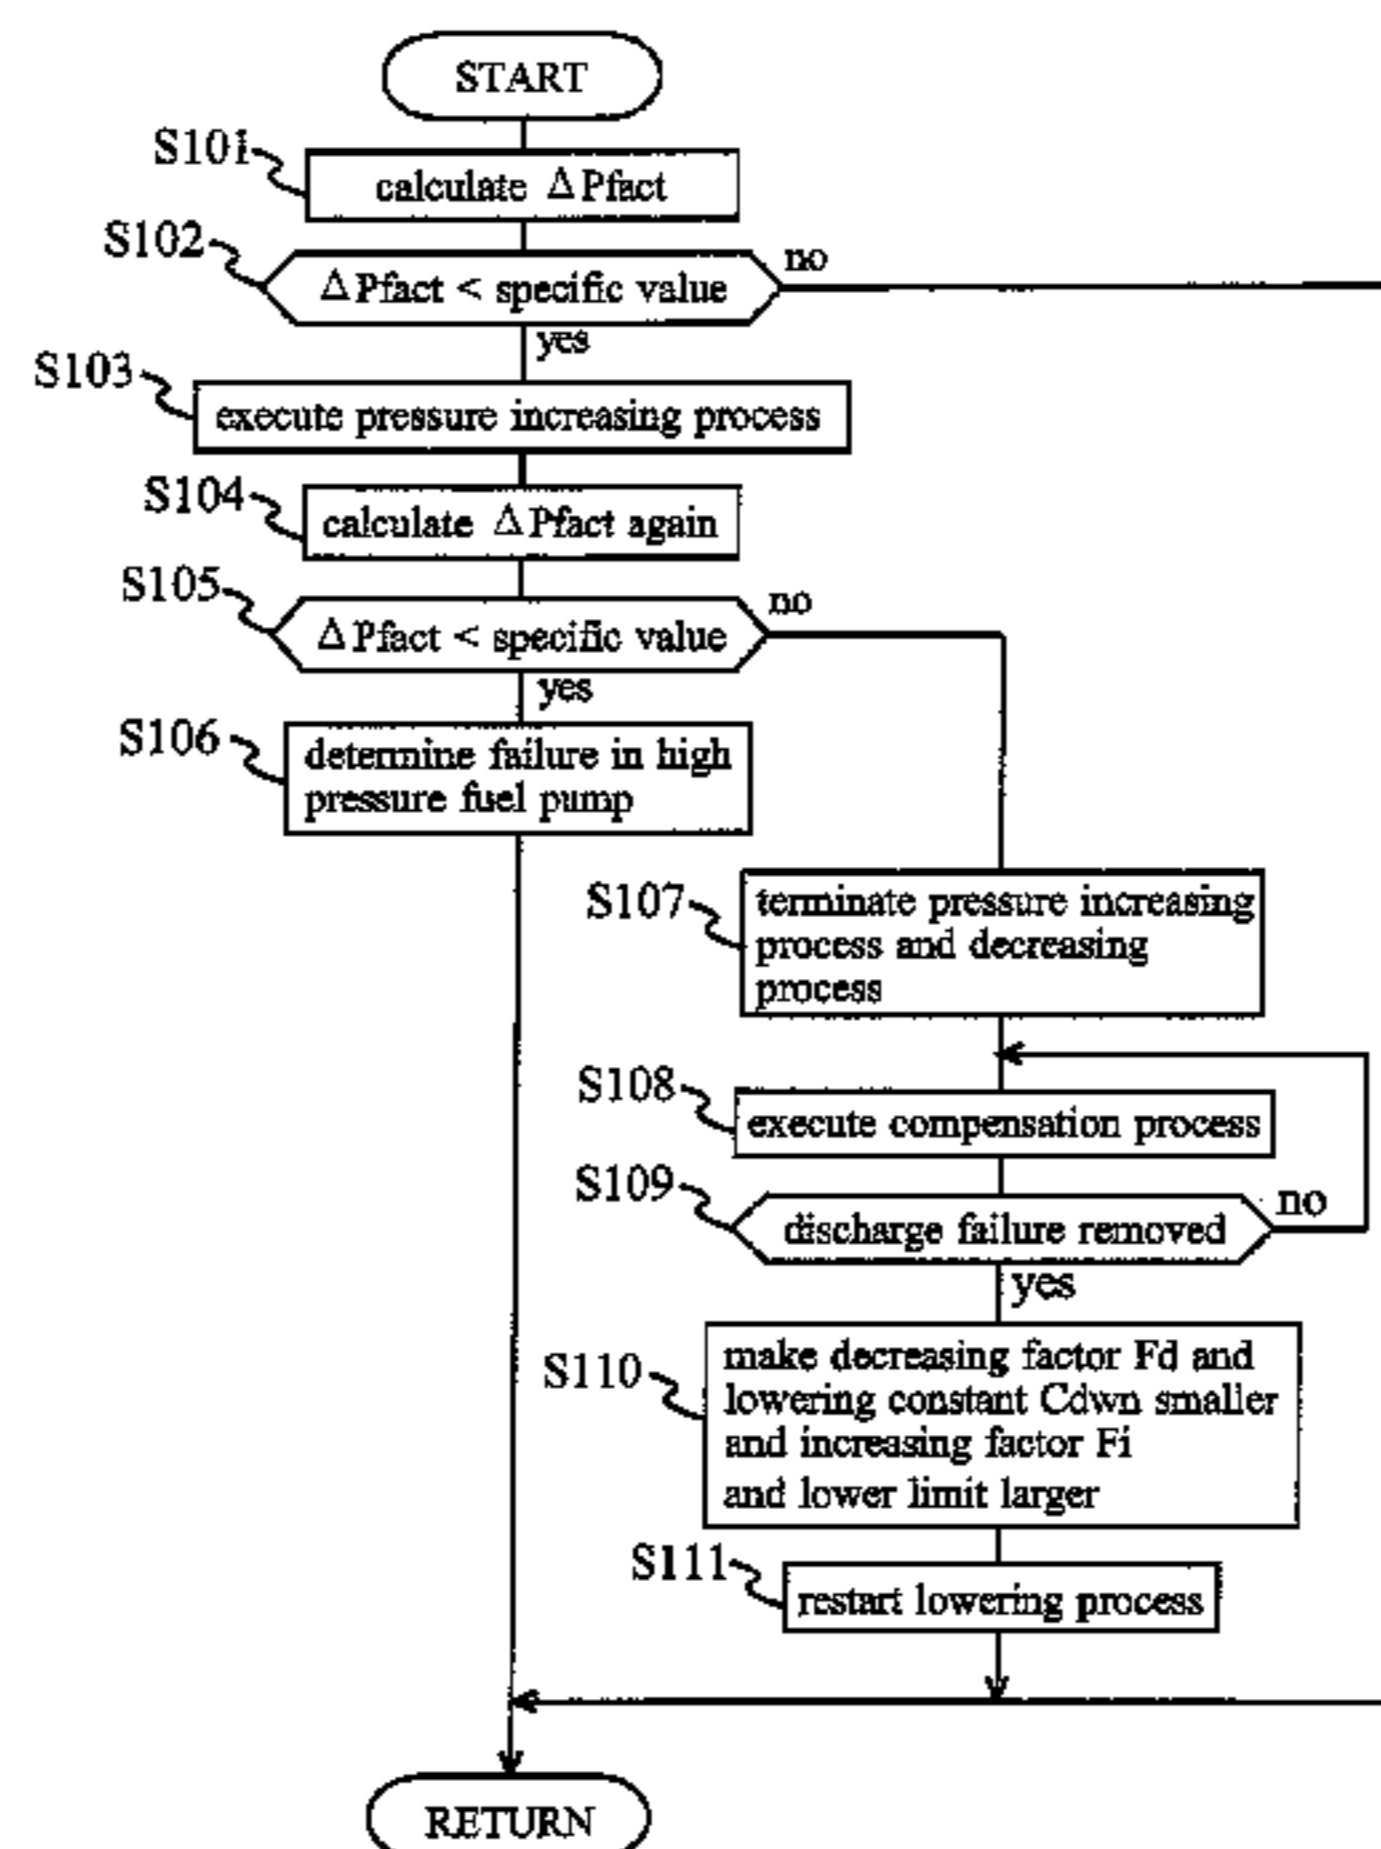 START
S101
calculate ΔPfact
S102
ΔPfact < specific value
no
yes
S103
execute pressure increasing process
S104
calculate ΔPfact again
S105
ΔPfact < specific value
no
yes
S106
determine failure in high
pressure fuel pump
S107
terminate pressure increasing
process and decreasing
process
S108
execute compensation process
S109
discharge failure removed
no
yes
S110
make decreasing factor Fd and
lowering constant Cdwn smaller
and increasing factor Fi
and lower limit larger
S111
restart lowering process
RETURN